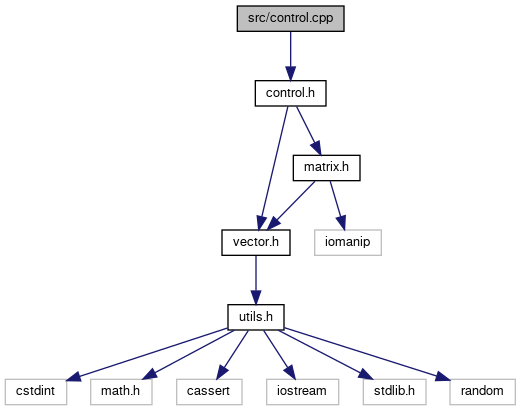 src/control.cpp
control.h
matrix.h
vector.h
iomanip
utils.h
cstdint
math.h
cassert
iostream
stdlib.h
random